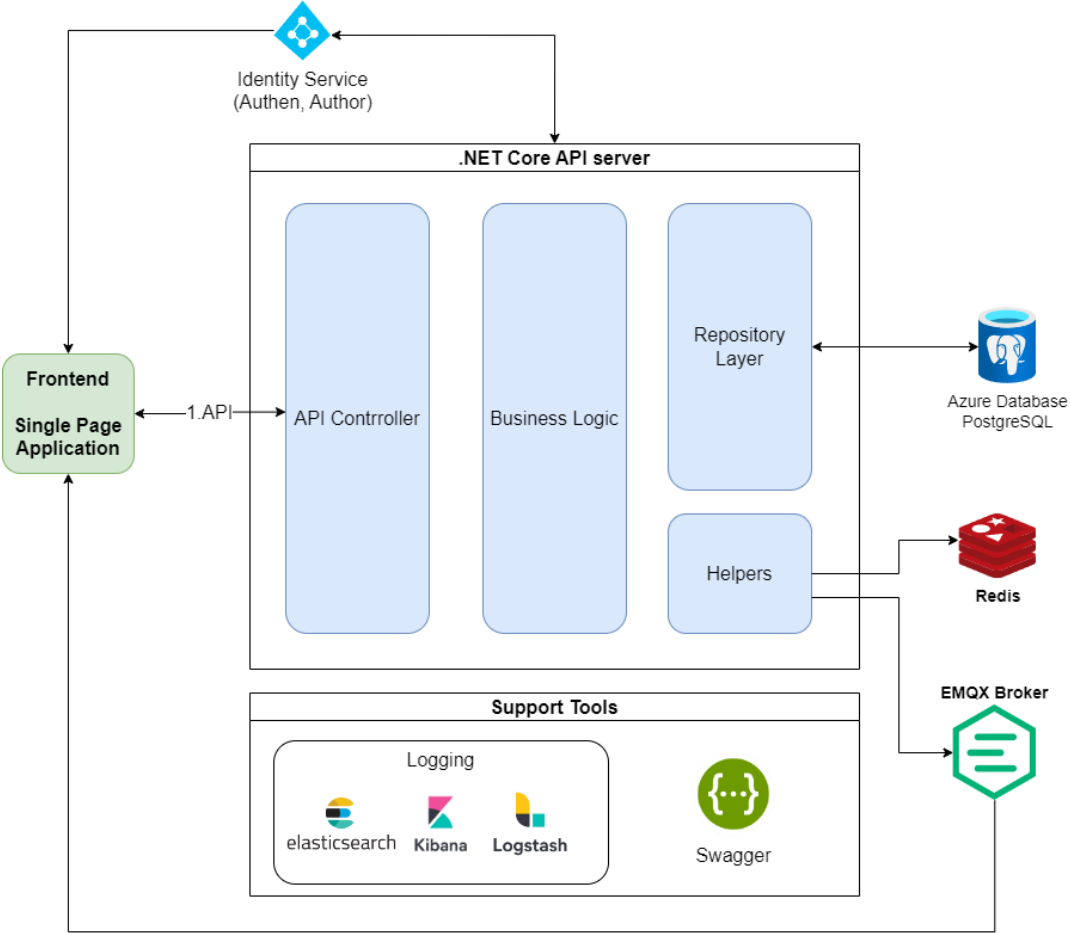 Identity Service
(Authen, Author)
.NET Core API server
Frontend
Single Page
Application
1.API
API Contrroller
Business Logic
Repository
Layer
Helpers
Azure Database
PostgreSQL
Redis
EMQX Broker
Support Tools
Logging
elasticsearch
Kibana
Logstash
{...}
Swagger